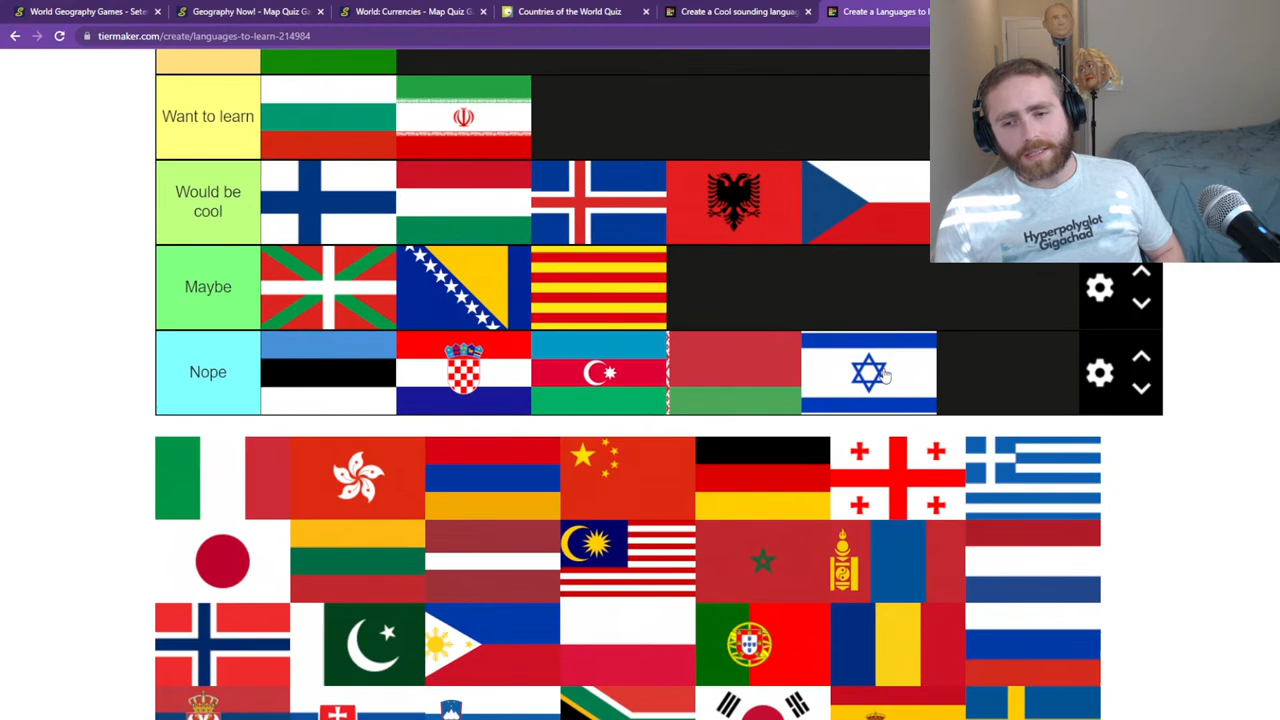 World Geography Games - Seter
Geography Now! - Map Quiz G
World: Currencies - Map Quiz G
Countries of the World Quiz
Create a Cool sounding languag
Create a Languages to l
tiermaker.com/create/languages-to-learn-214984
Want to learn
Would be
cool
Maybe
Nope
Hyperpolyglot
Gigachad